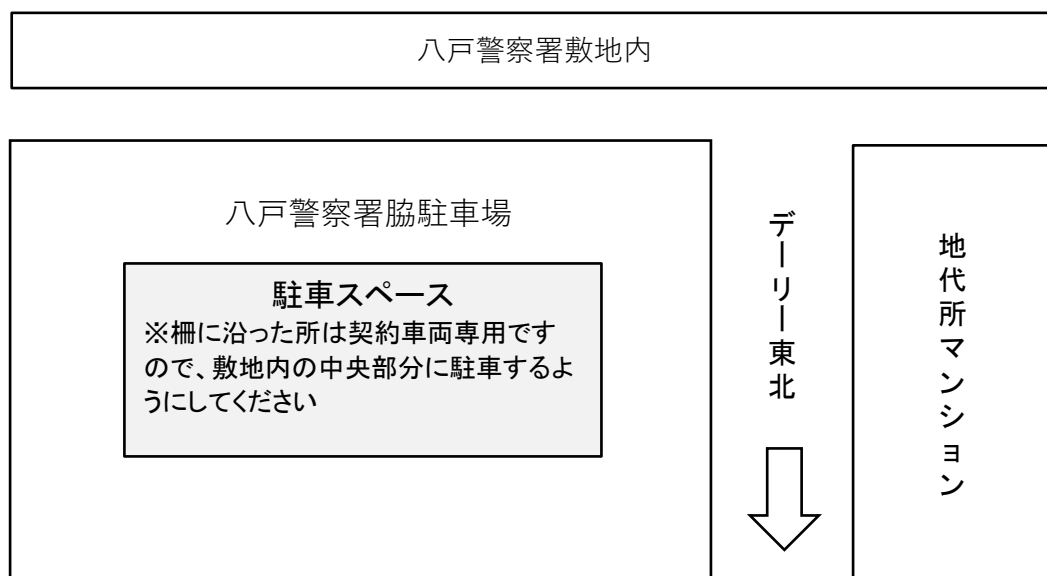 八戸警察署敷地内
八戸警察署脇駐車場
駐車スペース
※柵に沿った所は契約車両専用です
ので、敷地内の中央部分に駐車するよ
うにしてください
デーリー東北
地代所マンション